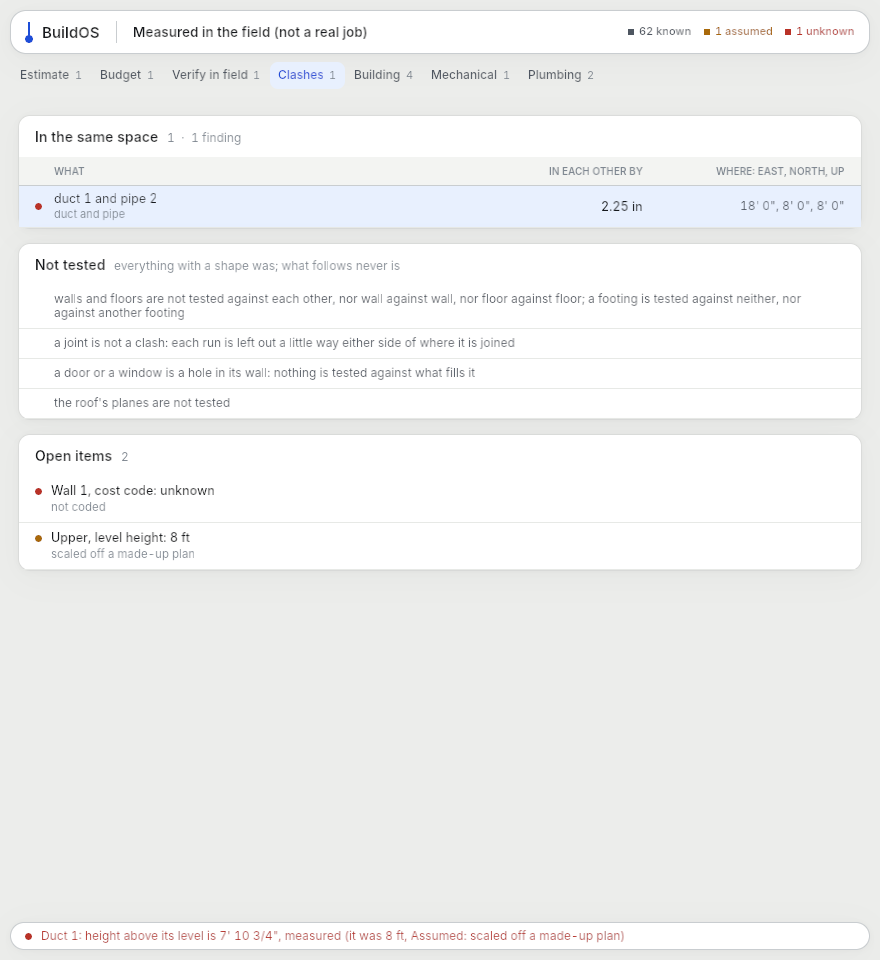 BuildOS
Measured in the field (not a real job)
62 known
1 assumed
1 unknown
Estimate 1
Budget 1
Verify in field 1
Clashes 1
Building 4
Mechanical 1
Plumbing 2
In the same space 1 · 1 finding
WHAT
IN EACH OTHER BY
WHERE: EAST, NORTH, UP
duct 1 and pipe 2
duct and pipe
2.25 in
18' 0", 8' 0", 8' 0"
Not tested everything with a shape was; what follows never is
walls and floors are not tested against each other, nor wall against wall, nor floor against floor; a footing is tested against neither, nor
against another footing
a joint is not a clash: each run is left out a little way either side of where it is joined
a door or a window is a hole in its wall: nothing is tested against what fills it
the roof's planes are not tested
Open items 2
Wall 1, cost code: unknown
not coded
Upper, level height: 8 ft
scaled off a made-up plan
Duct 1: height above its level is 7' 10 3/4", measured (it was 8 ft, Assumed: scaled off a made-up plan)